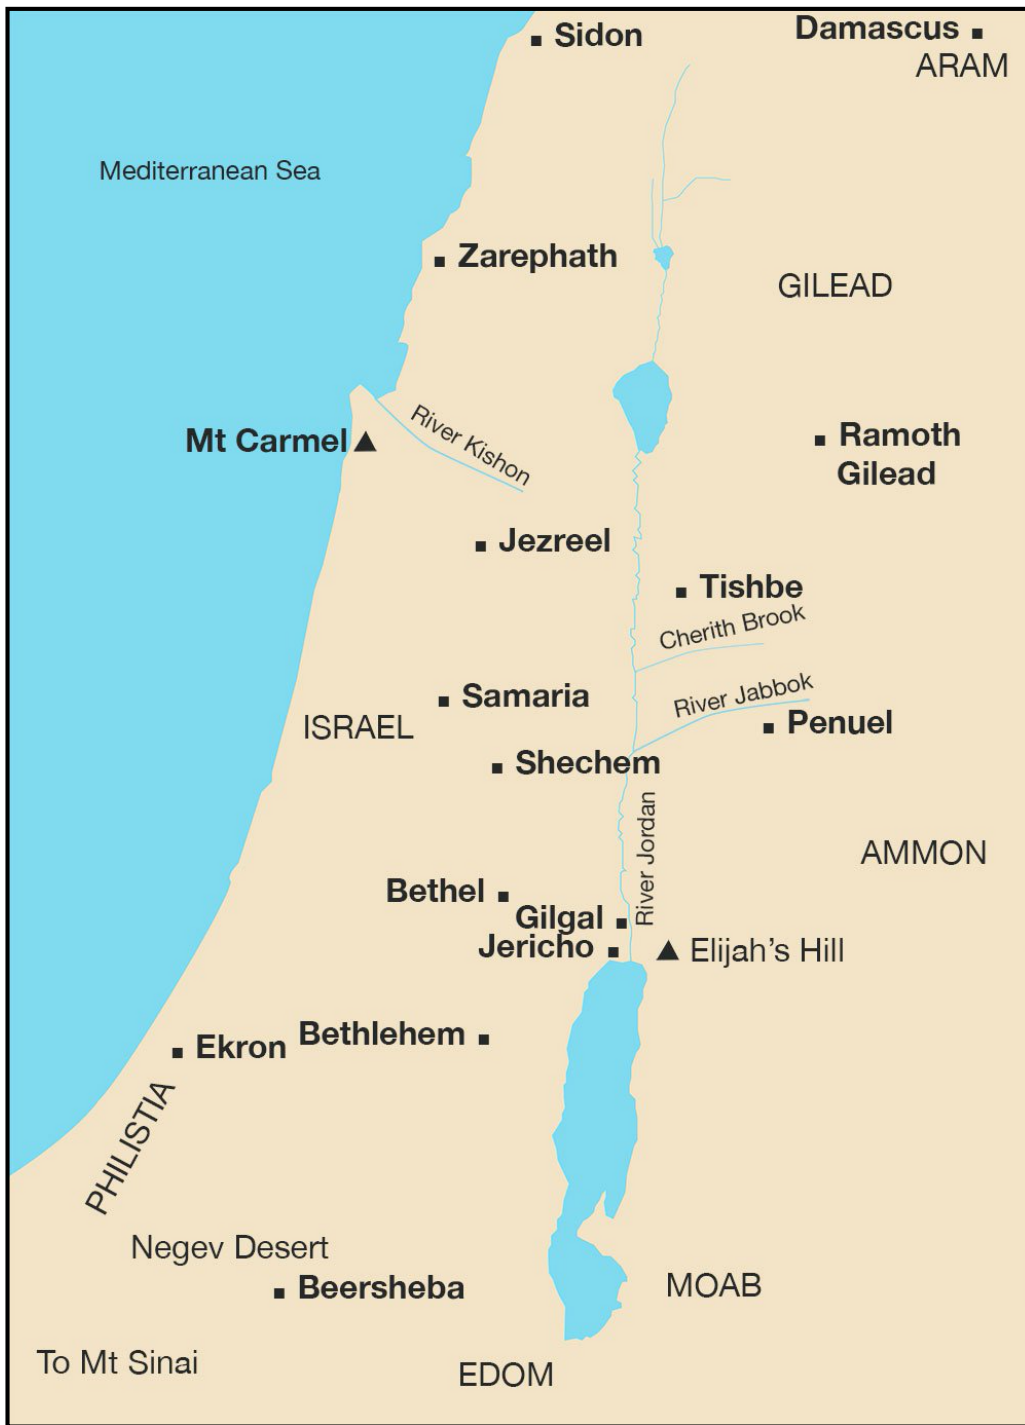 Sidon
Damascus
ARAM
Mediterranean Sea
Zarephath
GILEAD
Mt Carmel
River Kishon
Ramoth
Gilead
Jezreel
Tishbe
Cherith Brook
River Jabbok
Samaria
ISRAEL
Penuel
Shechem
River Jordan
AMMON
Bethel
Gilgal
Jericho
Elijah’s Hill
Bethlehem
Ekron
PHILISTIA
Negev Desert
Beersheba
MOAB
To Mt Sinai
EDOM